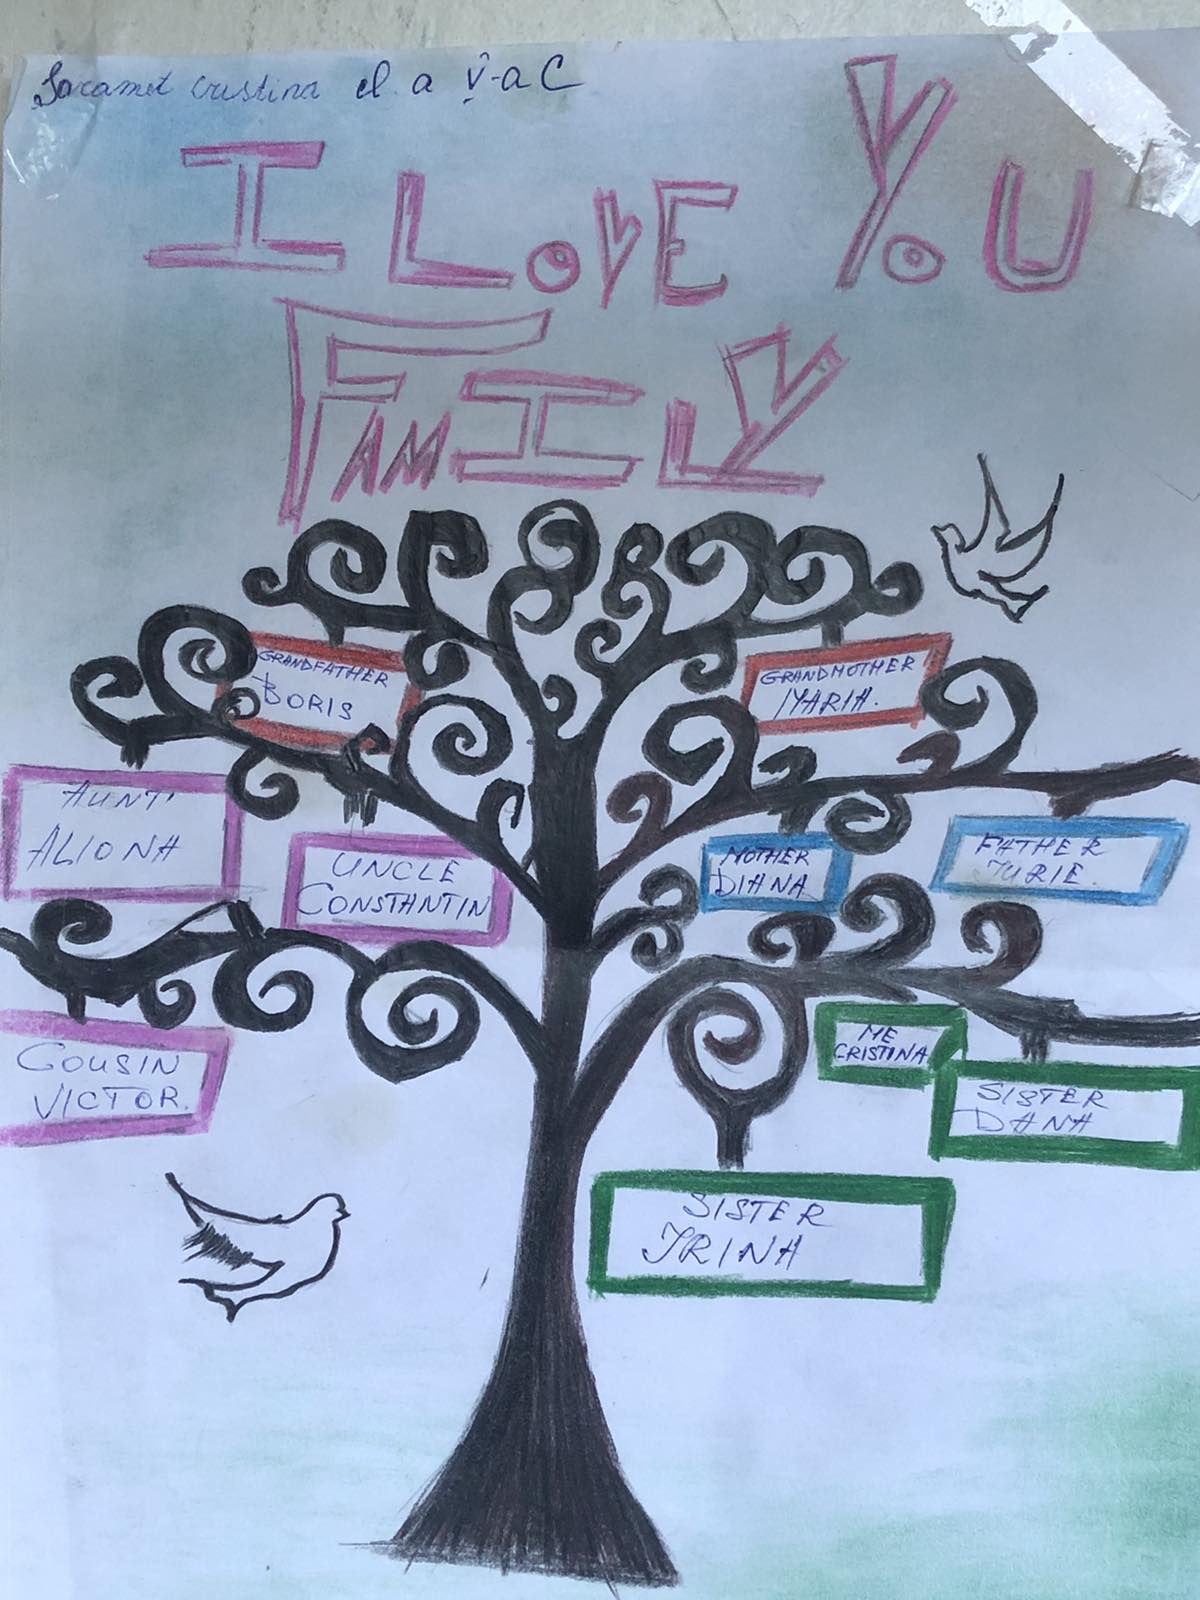 Saramet Cristina cl. a V-a C
I LOVE YOU
FAMILY
GRANDFATHER
BORIS
GRANDMOTHER
MARIA.
AUNT
ALIONA
UNCLE
CONSTANTIN
MOTHER
DIANA
FATHER
IURIE.
COUSIN
VICTOR.
ME
CRISTINA
SISTER
DANA
SISTER
IRINA